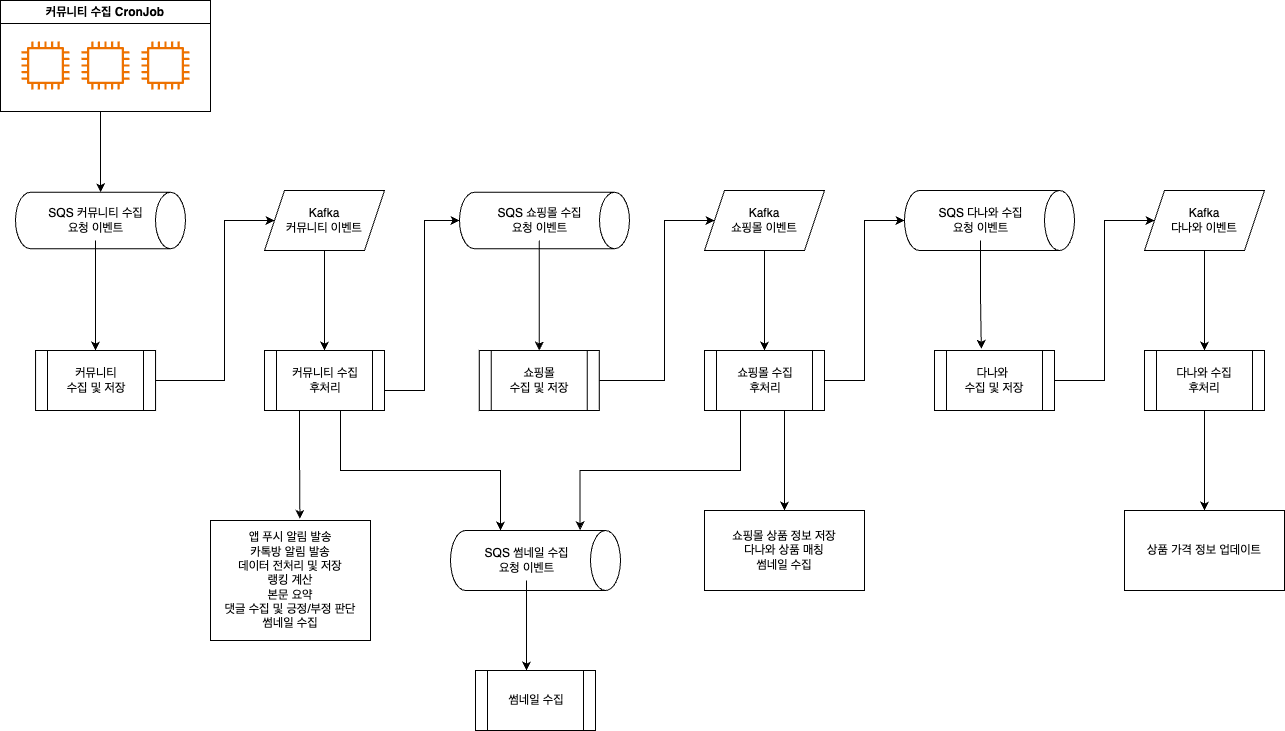 커뮤니티 수집 CronJob
SQS 커뮤니티 수집
요청 이벤트
Kafka
커뮤니티 이벤트
SQS 쇼핑몰 수집
요청 이벤트
Kafka
쇼핑몰 이벤트
SQS 다나와 수집
요청 이벤트
Kafka
다나와 이벤트
커뮤니티
수집 및 저장
커뮤니티 수집
후처리
쇼핑몰
수집 및 저장
쇼핑몰 수집
후처리
다나와
수집 및 저장
다나와 수집
후처리
앱 푸시 알림 발송
카톡방 알림 발송
데이터 전처리 및 저장
랭킹 계산
본문 요약
댓글 수집 및 긍정/부정 판단
썸네일 수집
SQS 썸네일 수집
요청 이벤트
쇼핑몰 상품 정보 저장
다나와 상품 매칭
썸네일 수집
상품 가격 정보 업데이트
썸네일 수집